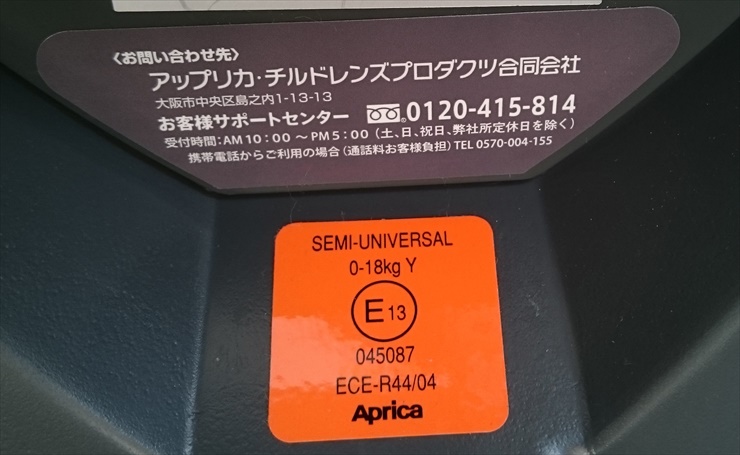 〈お問い合わせ先〉
アップリカ・チルドレンズプロダクツ合同会社
大阪市中央区島之内1-13-13
お客様サポートセンター 0120-415-814
受付時間:AM10:00～PM5:00(土、日、祝日、弊社所定休日を除く)
携帯電話からご利用の場合(通話料お客様負担)TEL 0570-004-155
SEMI-UNIVERSAL
0-18kg Y
E 13
045087
ECE-R44/04
Aprica